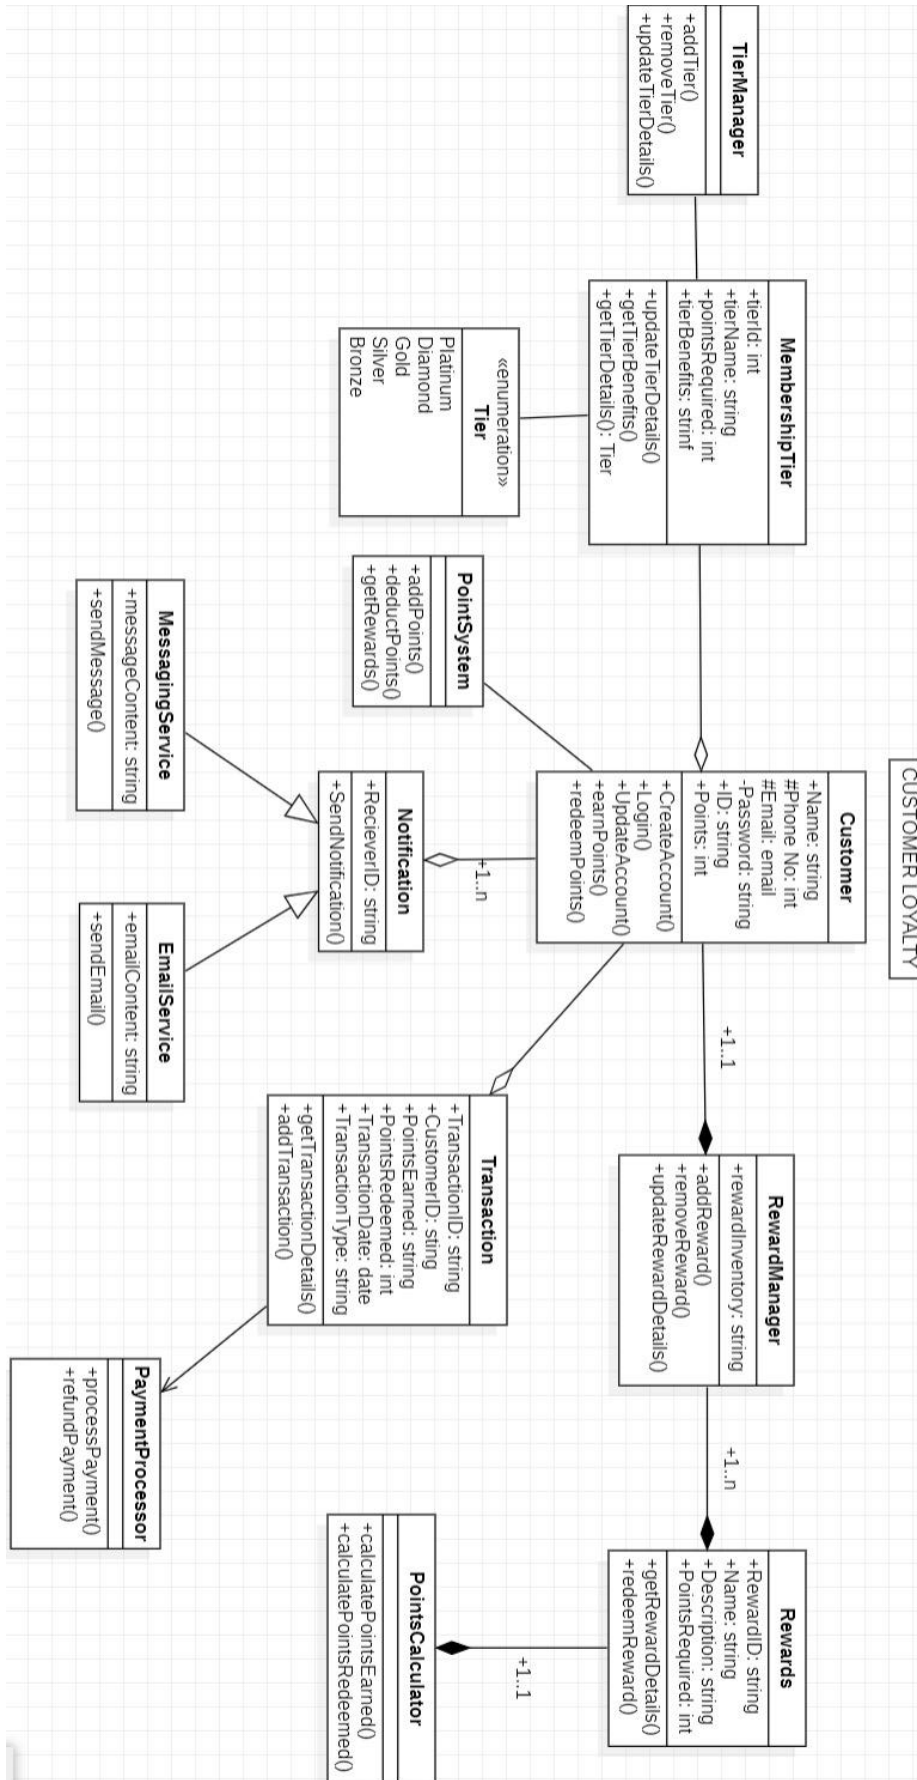 CUSTOMER LOYALTY
TierManager
+addTier()
+removeTier()
+updateTierDetails()
MembershipTier
+tierId: int
+tierName: string
+pointsRequired: int
+tierBenefits: strinf
+updateTierDetails()
+getTierBenefits()
+getTierDetails(): Tier
Customer
+Name: string
#Phone No: int
#Email: email
-Password: string
+ID: string
+Points: int
+CreateAccount()
+Login()
+UpdateAccount()
+earnPoints()
+redeemPoints()
+1..1
RewardManager
+rewardInventory: string
+addReward()
+removeReward()
+updateRewardDetails()
+1..n
Rewards
+RewardID: string
+Name: string
+Description: string
+PointsRequired: int
+getRewardDetails()
+redeemReward()
«enumeration»
Tier
Platinum
Diamond
Gold
Silver
Bronze
PointSystem
+addPoints()
+deductPoints()
+getRewards()
+1..n
Notification
+RecieverID: string
+SendNotification()
Transaction
+TransactionID: string
+CustomerID: sting
+PointsEarned: string
+PointsRedeemed: int
+TransactionDate: date
+TransactionType: string
+getTransactionDetails()
+addTransaction()
+1..1
PointsCalculator
+calculatePointsEarned()
+calculatePointsRedeemed()
MessagingService
+messageContent: string
+sendMessage()
EmailService
+emailContent: string
+sendEmail()
PaymentProcessor
+processPayment()
+refundPayment()